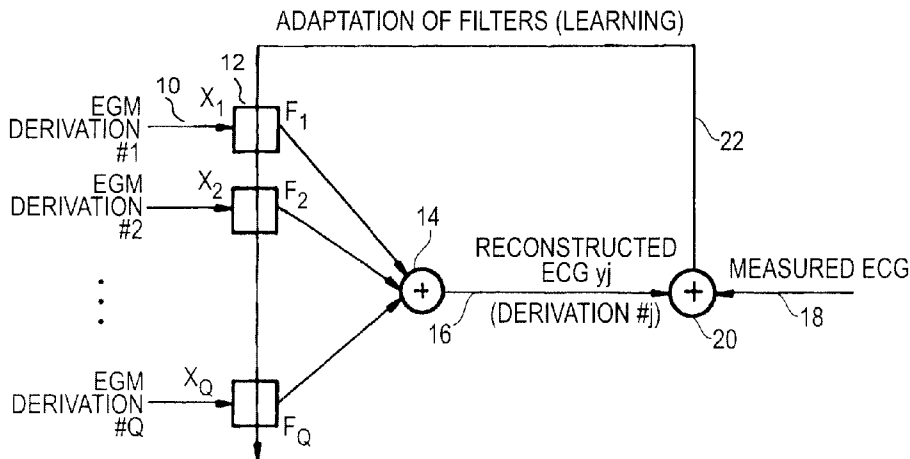 ADAPTATION OF FILTERS (LEARNING)
12
10
X1
F1
EGM
DERIVATION
#1
22
EGM
DERIVATION
#2
X2
F2
14
RECONSTRUCTED
ECG yj
(DERIVATION #j)
16
MEASURED ECG
18
20
EGM
DERIVATION
#Q
XQ
FQ